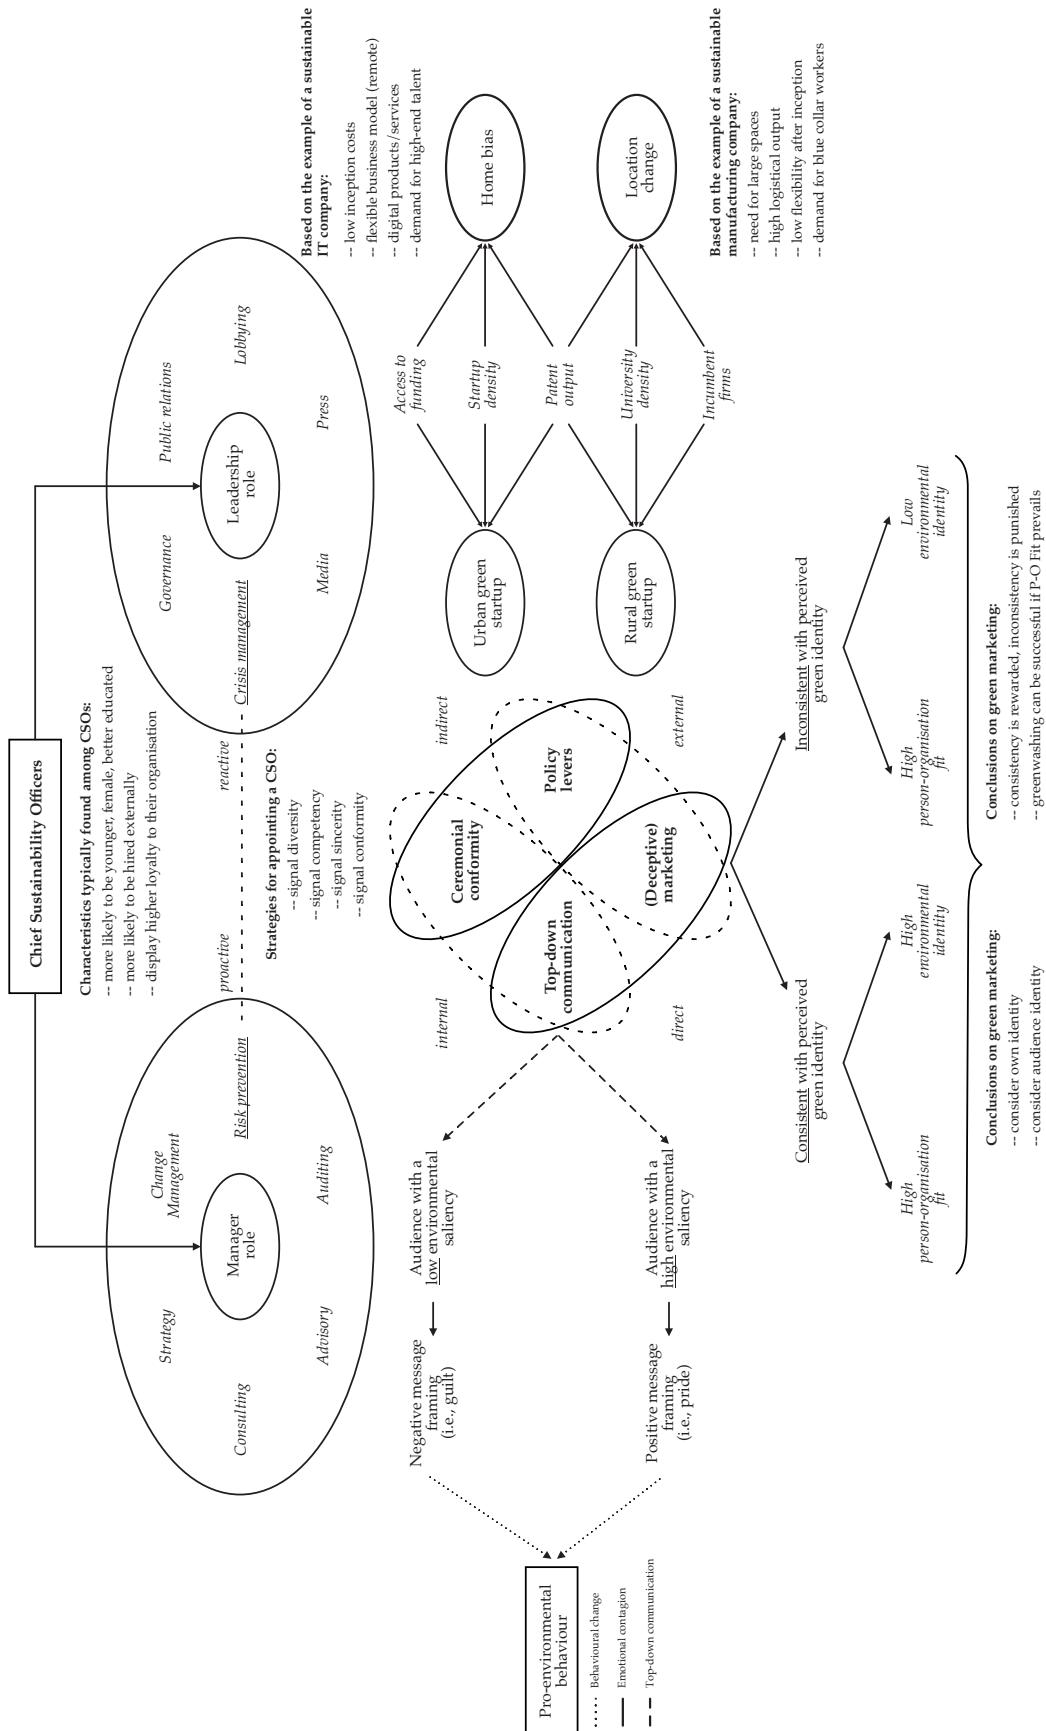 Chief Sustainability Officers
Characteristics typically found among CSOs:
-- more likely to be younger, female, better educated
-- more likely to be hired externally
-- display higher loyalty to their organisation
Strategy
Change
Management
Consulting
Manager
role
Risk prevention
Advisory
Auditing
proactive
reactive
Governance
Public relations
Crisis management
Leadership
role
Lobbying
Media
Press
Strategies for appointing a CSO:
-- signal diversity
-- signal competency
-- signal sincerity
-- signal conformity
Based on the example of a sustainable
IT company:
-- low inception costs
-- flexible business model (remote)
-- digital products/services
-- demand for high-end talent
Negative message
framing
(i.e., guilt)
Audience with a
low environmental
saliency
internal
indirect
Ceremonial
conformity
Top-down
communication
Policy
levers
(Deceptive)
marketing
direct
external
Urban green
startup
Access to
funding
Startup
density
Patent
output
University
density
Incumbent
firms
Home bias
Rural green
startup
Location
change
Positive message
framing
(i.e., pride)
Audience with a
high environmental
saliency
Based on the example of a sustainable
manufacturing company:
-- need for large spaces
-- high logistical output
-- low flexibility after inception
-- demand for blue collar workers
Pro-environmental
behaviour
Behavioural change
Emotional contagion
Top-down communication
Consistent with perceived
green identity
Inconsistent with perceived
green identity
High
person-organisation
fit
High
environmental
identity
High
person-organisation
fit
Low
environmental
identity
Conclusions on green marketing:
-- consider own identity
-- consider audience identity
Conclusions on green marketing:
-- consistency is rewarded, inconsistency is punished
-- greenwashing can be successful if P-O Fit prevails